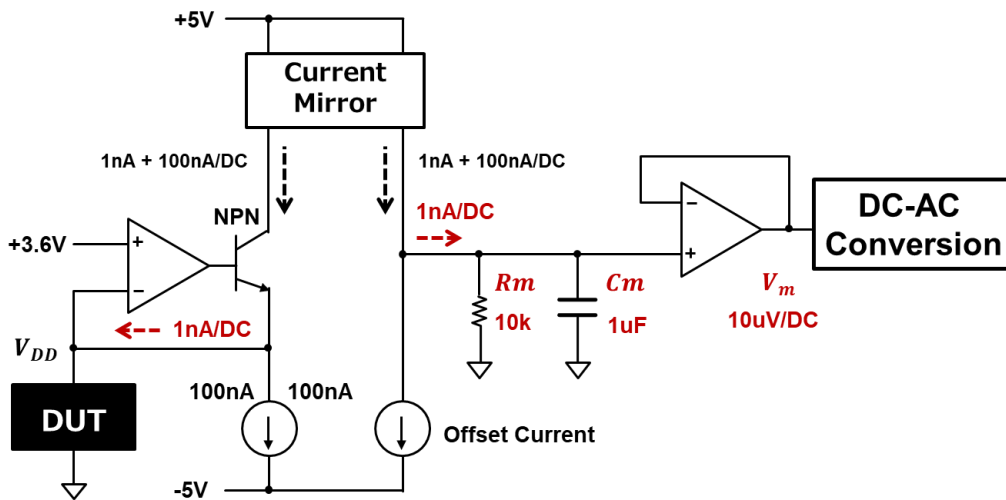 +5V
Current
Mirror
1nA + 100nA/DC
1nA + 100nA/DC
NPN
1nA/DC
+3.6V
+
−
1nA/DC
−
+
DC-AC
Conversion
Rm
10k
Cm
1uF
Vm
10uV/DC
VDD
DUT
100nA
100nA
Offset Current
-5V